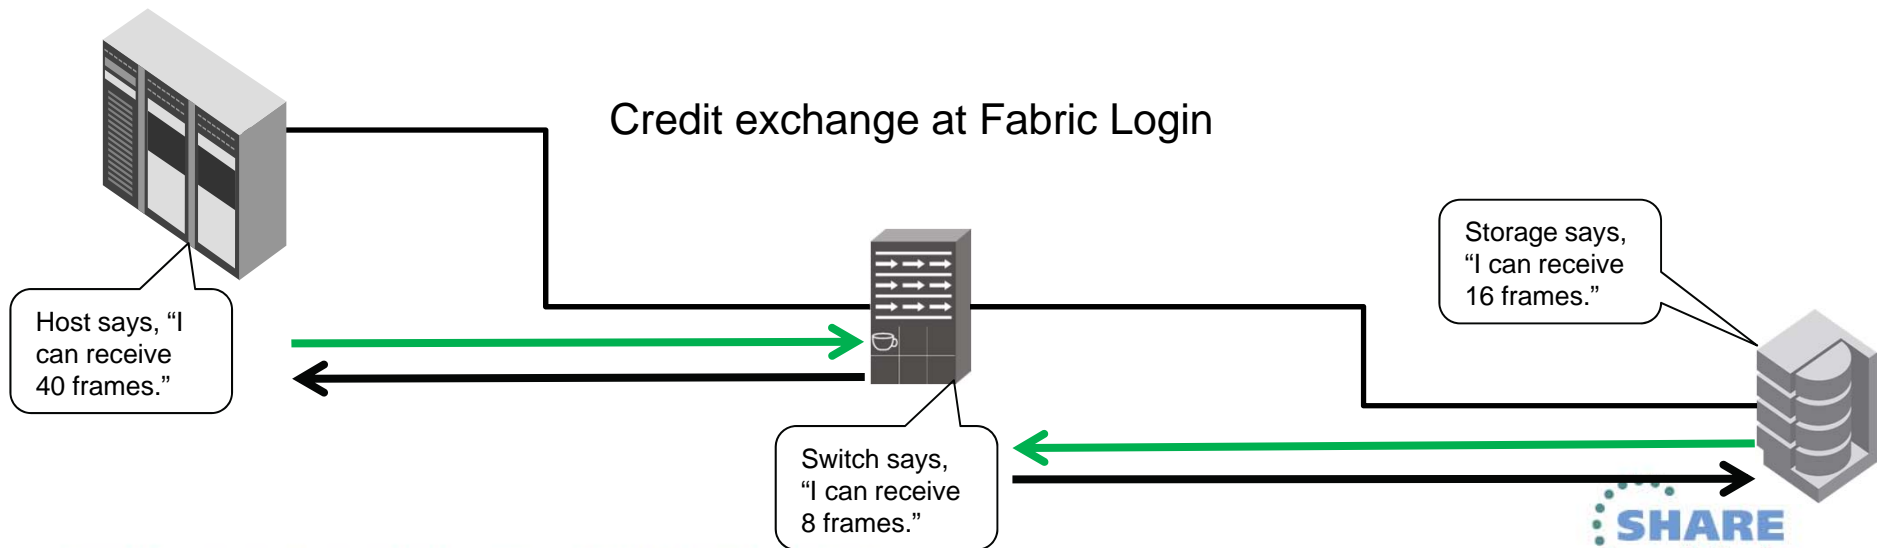 Credit exchange at Fabric Login
Storage says,
“I can receive
16 frames.”
Host says, “I
can receive
40 frames.”
Switch says,
“I can receive
8 frames.”
SHARE